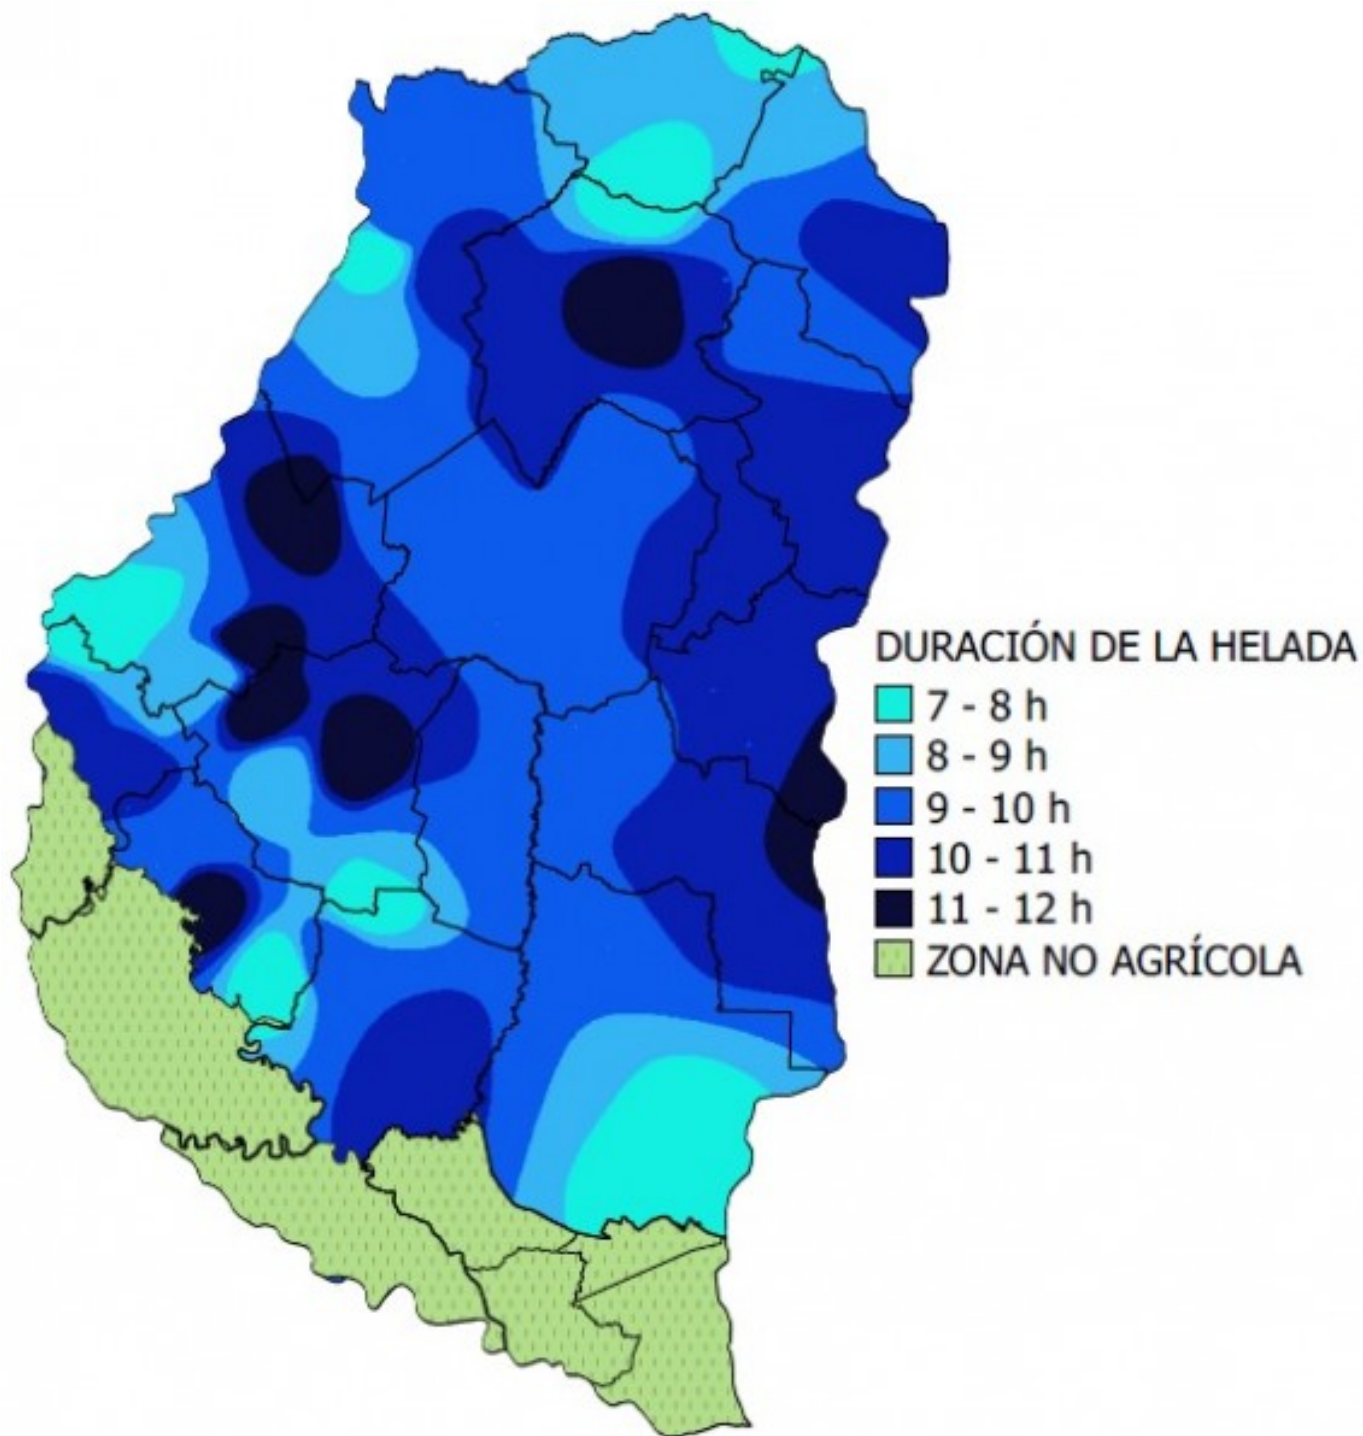 DURACIÓN DE LA HELADA
7 - 8 h
8 - 9 h
9 - 10 h
10 - 11 h
11 - 12 h
ZONA NO AGRÍCOLA